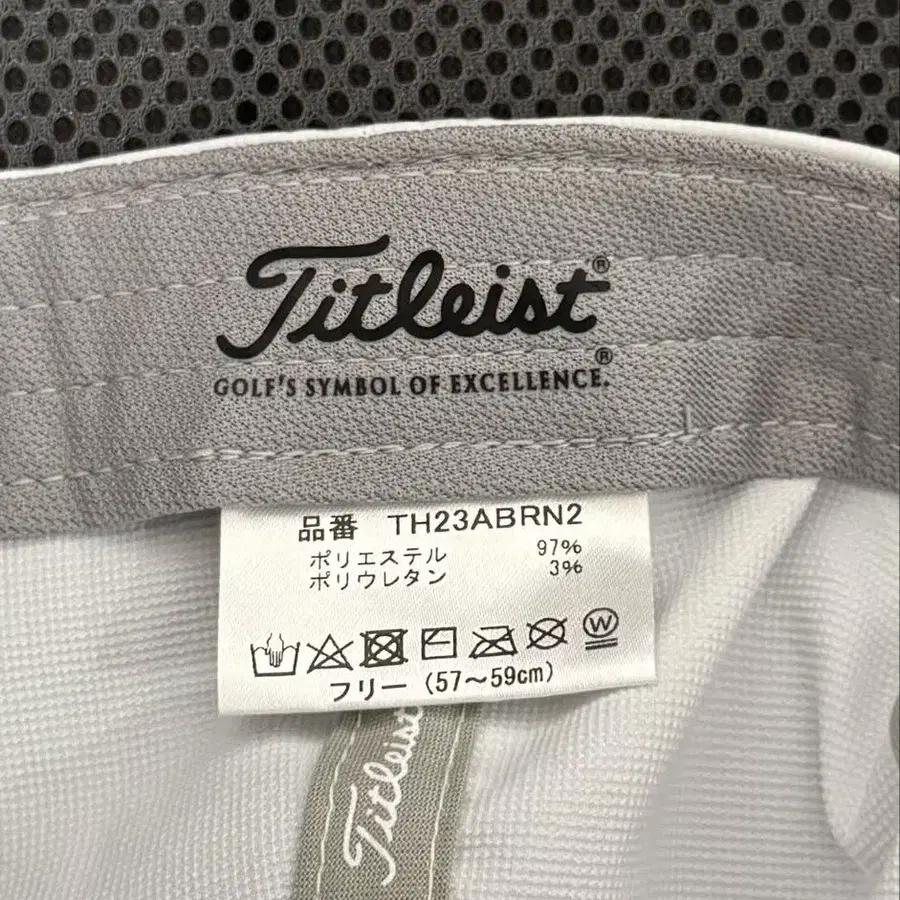 Titleist®
GOLF'S SYMBOL OF EXCELLENCE.®
品番 TH23ABRN2
ポリエステル 97%
ポリウレタン 3%
W
フリー (57〜59cm)
Titleist